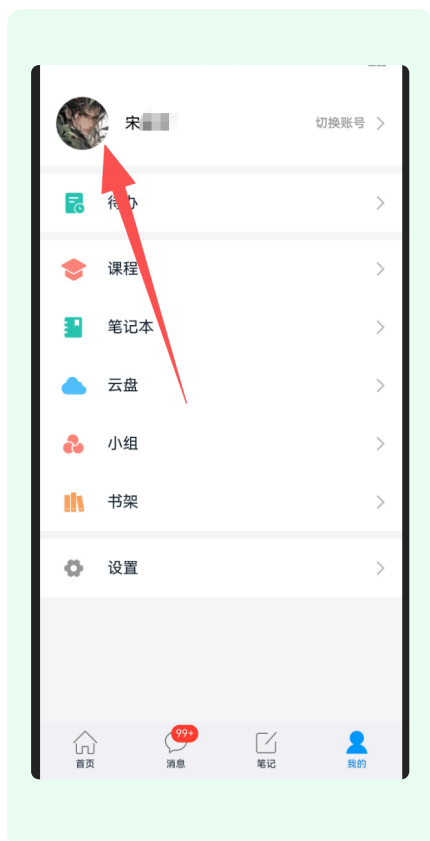 宋
切换账号
待办
课程
笔记本
云盘
小组
书架
设置
99+
首页
消息
笔记
我的